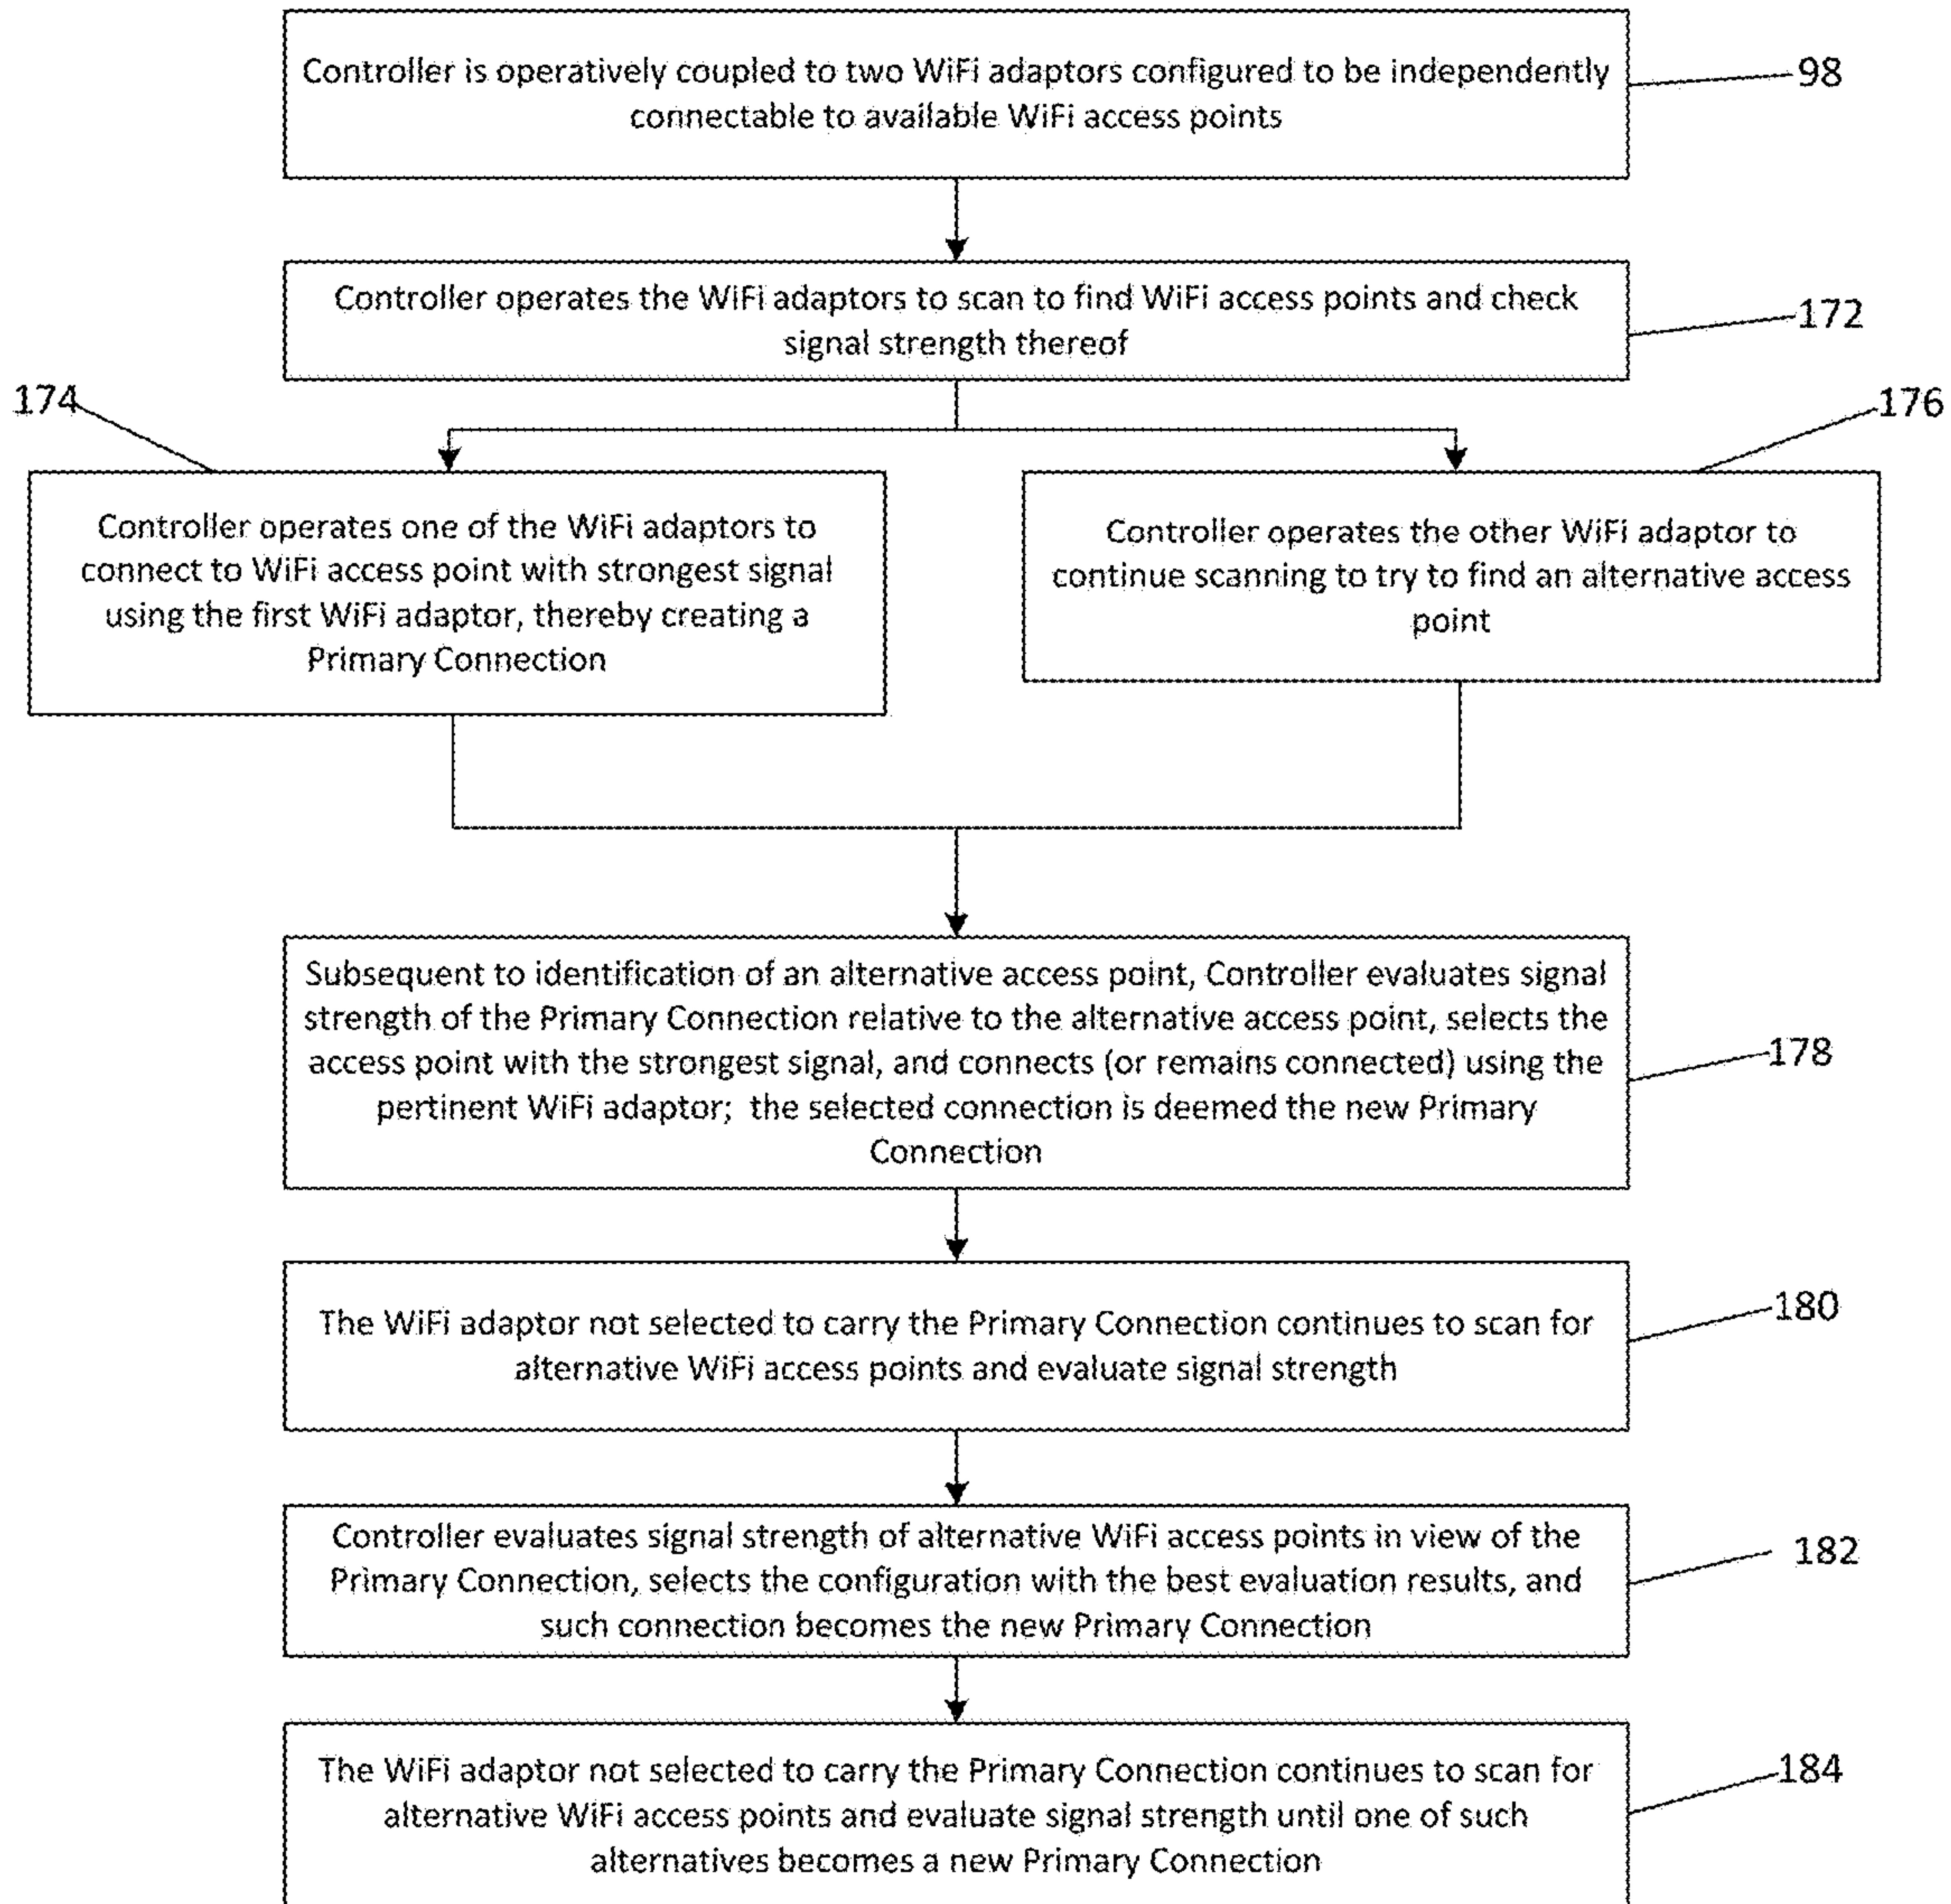 Controller is operatively coupled to two WiFi adaptors configured to be independently
connectable to available WiFi access points
98
Controller operates the WiFi adaptors to scan to find WiFi access points and check
signal strength thereof
172
174
176
Controller operates one of the WiFi adaptors to
connect to WiFi access point with strongest signal
using the first WiFi adaptor, thereby creating a
Primary Connection
Controller operates the other WiFi adaptor to
continue scanning to try to find an alternative access
point
Subsequent to identification of an alternative access point, Controller evaluates signal
strength of the Primary Connection relative to the alternative access point, selects the
access point with the strongest signal, and connects (or remains connected) using the
pertinent WiFi adaptor; the selected connection is deemed the new Primary
Connection
178
The WiFi adaptor not selected to carry the Primary Connection continues to scan for
alternative WiFi access points and evaluate signal strength
180
Controller evaluates signal strength of alternative WiFi access points in view of the
Primary Connection, selects the configuration with the best evaluation results, and
such connection becomes the new Primary Connection
182
The WiFi adaptor not selected to carry the Primary Connection continues to scan for
alternative WiFi access points and evaluate signal strength until one of such
alternatives becomes a new Primary Connection
184